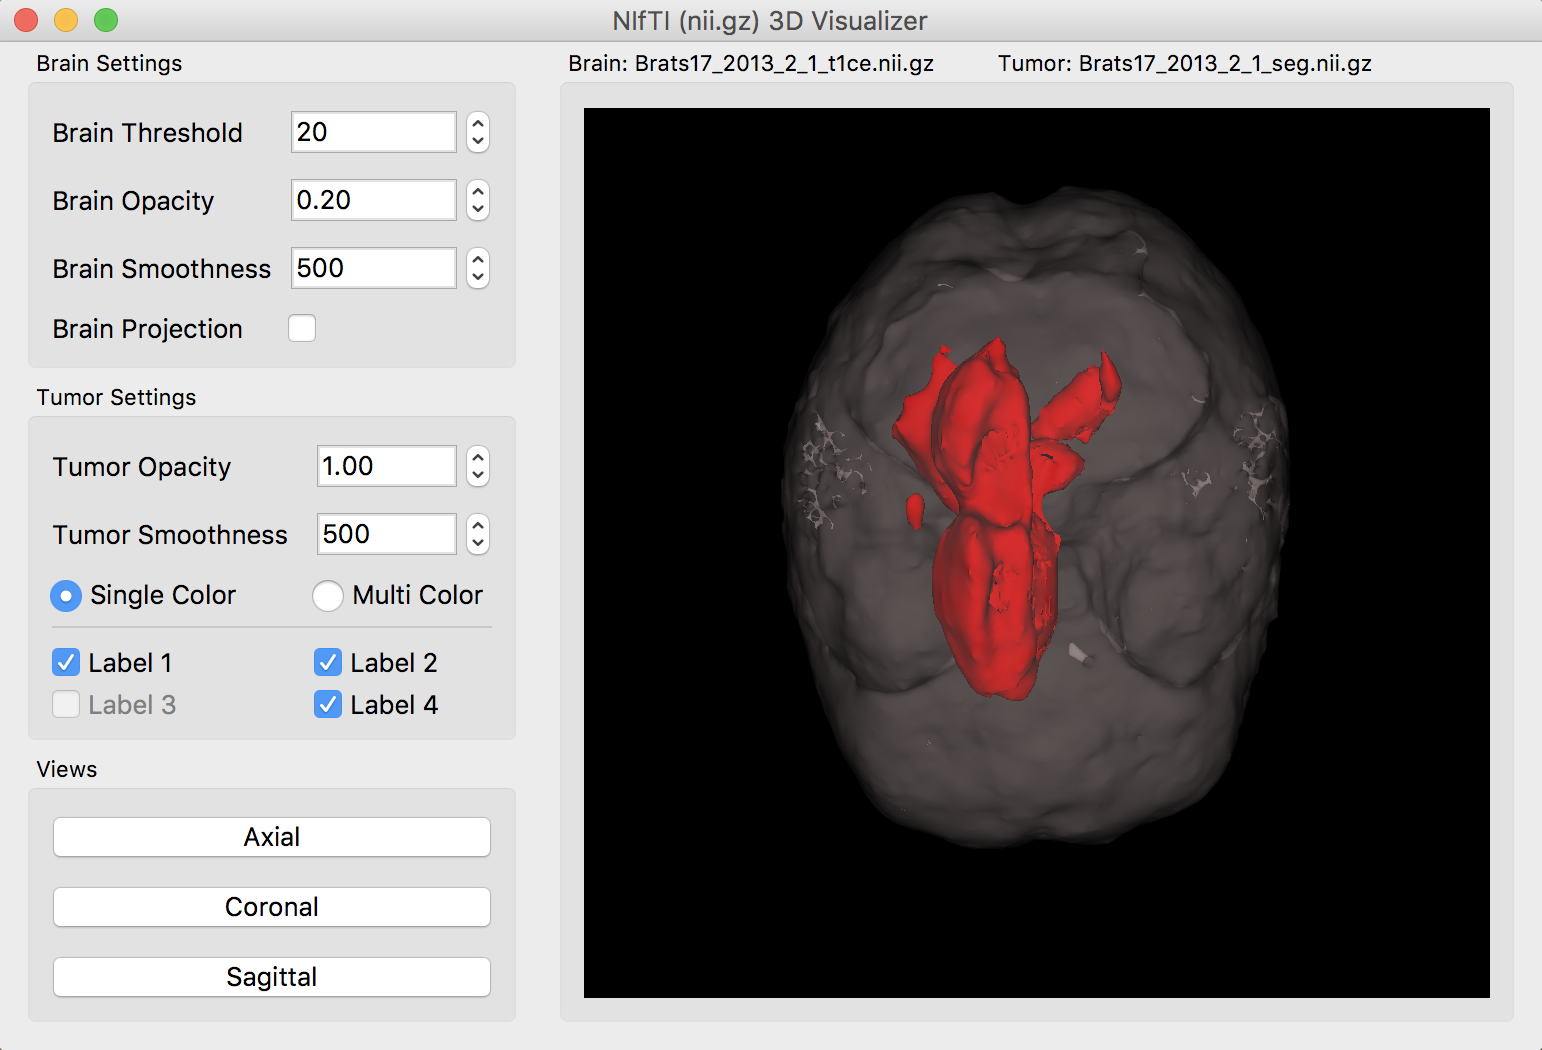 NIfTI (nii.gz) 3D Visualizer
Brain Settings
Brain Threshold 20
Brain Opacity 0.20
Brain Smoothness 500
Brain Projection
Tumor Settings
Tumor Opacity 1.00
Tumor Smoothness 500
Single Color Multi Color
Label 1 Label 2
Label 3 Label 4
Views
Axial
Coronal
Sagittal
Brain: Brats17_2013_2_1_t1ce.nii.gz Tumor: Brats17_2013_2_1_seg.nii.gz